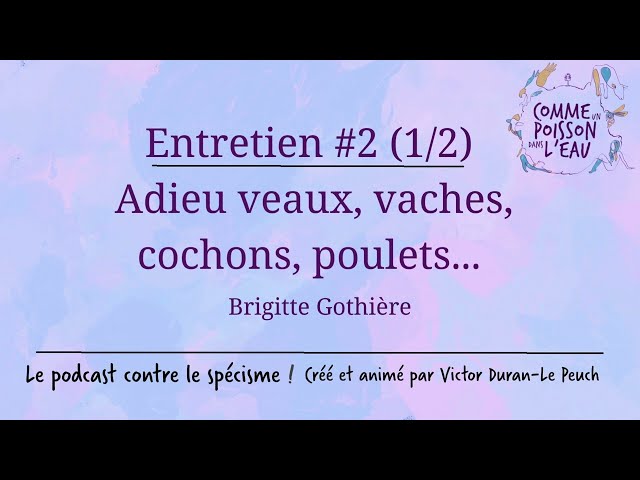 COMME
UN
POISSON
DANS L'EAU
Entretien #2 (1/2)
Adieu veaux, vaches,
cochons, poulets...
Brigitte Gothière
Le podcast contre le spécisme ! Créé et animé par Victor Duran-Le Peuch